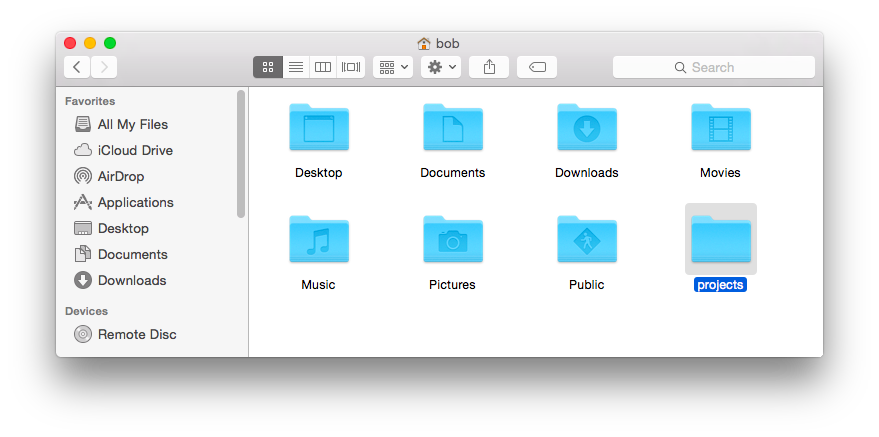 bob
Search
Favorites
All My Files
iCloud Drive
AirDrop
Applications
Desktop
Documents
Downloads
Devices
Remote Disc
Desktop Documents Downloads Movies
Music Pictures Public projects